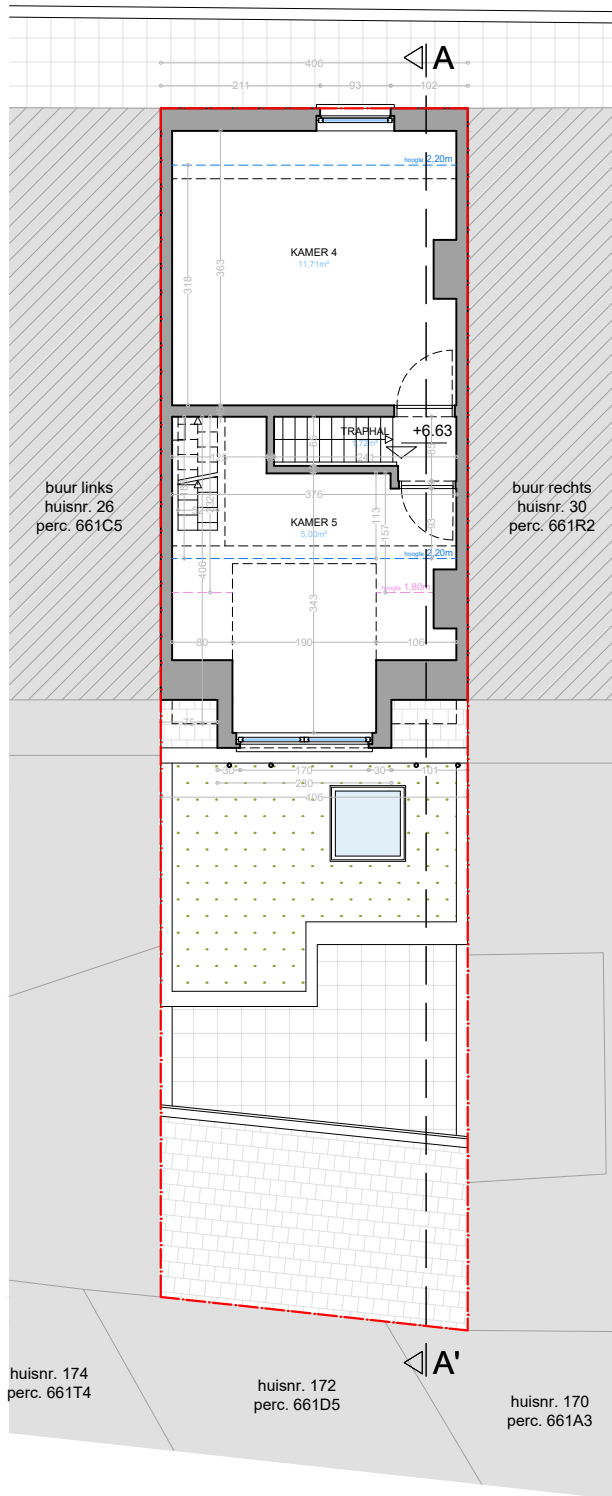 A
406
211
93
102
hoogte 2,20m
KAMER 4
11,71m²
363
318
TRAPHAL
+6.63
241
376
KAMER 5
5,00m²
113
157
93
hoogte 2,20m
hoogte 1,80m
406
343
80
190
106
75
30
170
30
101
230
406
buur links
huisnr. 26
perc. 661C5
buur rechts
huisnr. 30
perc. 661R2
A'
huisnr. 174
perc. 661T4
huisnr. 172
perc. 661D5
huisnr. 170
perc. 661A3